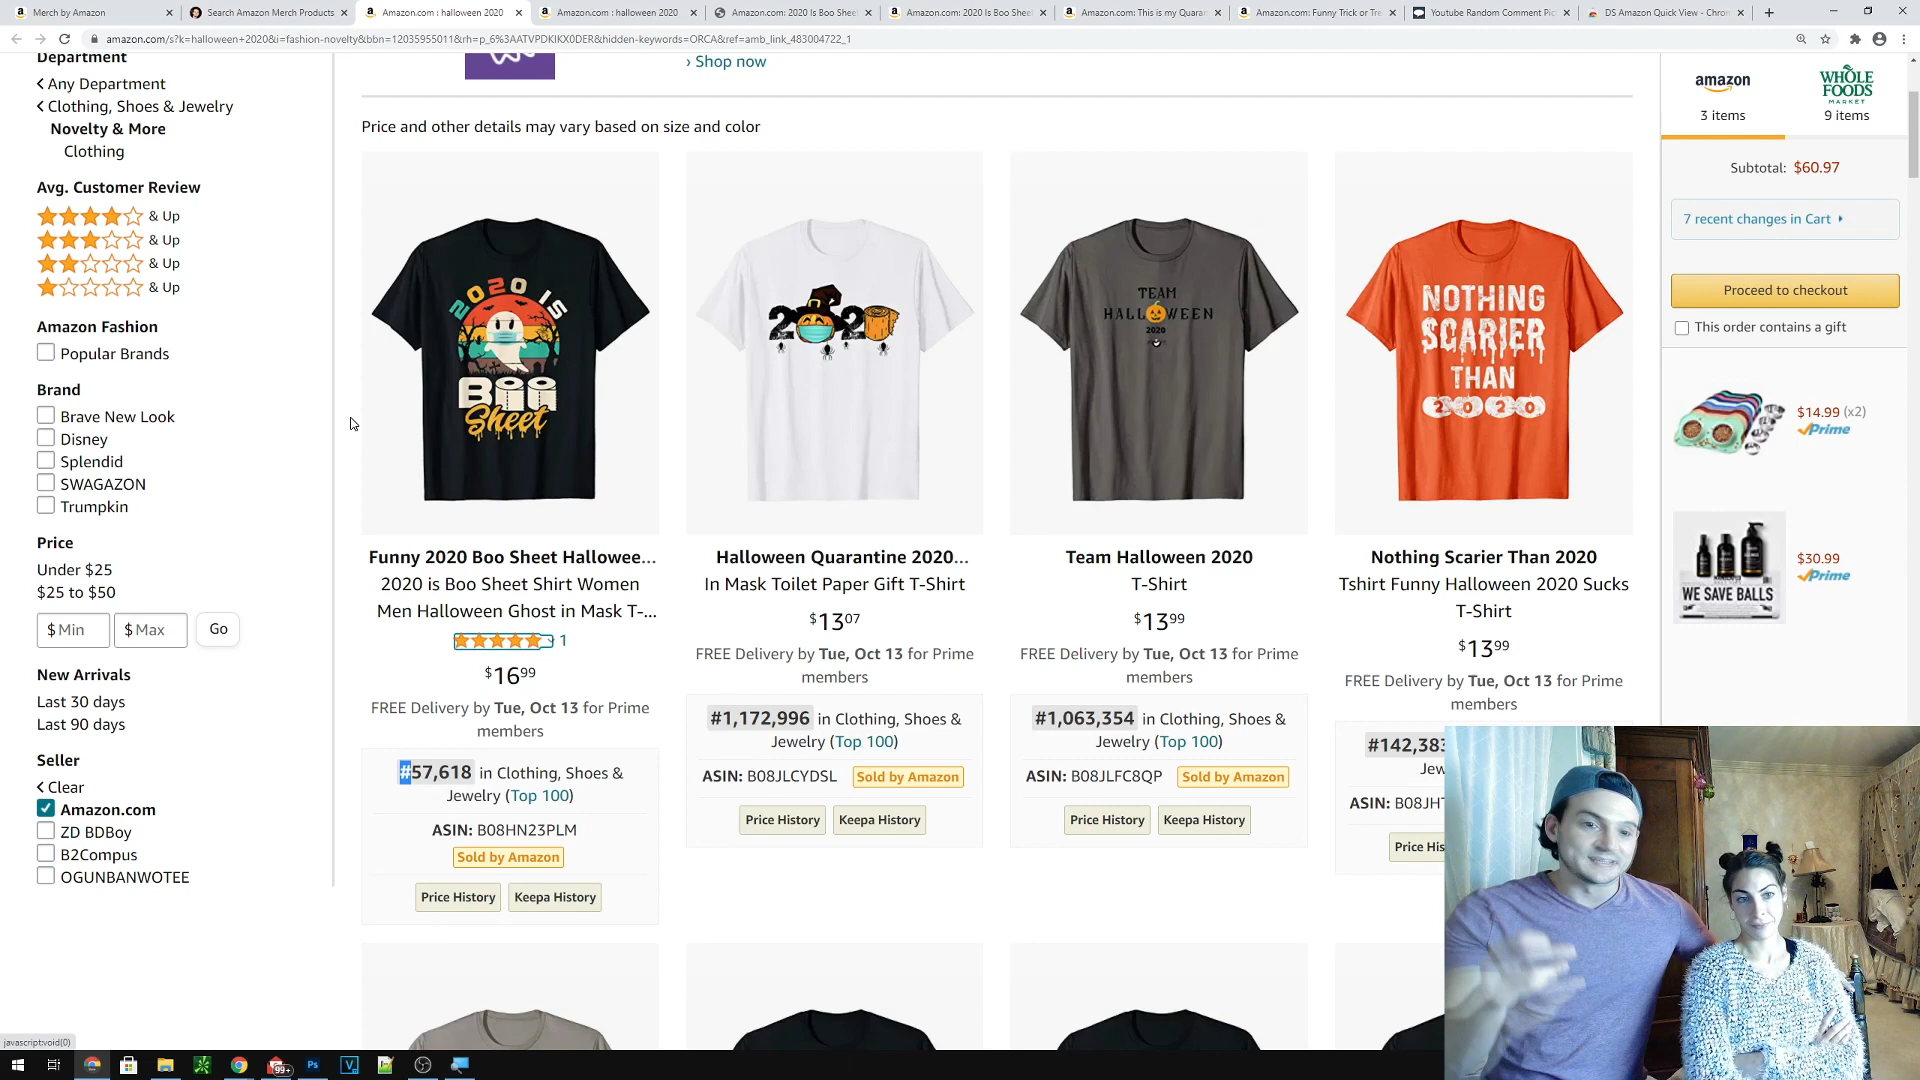 Merch by Amazon
Search Amazon Merch Products
Amazon.com : halloween 2020
Amazon.com : halloween 2020
Amazon.com: 2020 Is Boo Shee
Amazon.com: 2020 Is Boo Shee
Amazon.com: This is my Quaran
Amazon.com: Funny Trick or Tre
Youtube Random Comment Pic
DS Amazon Quick View - Chrom
amazon.com/s?k=halloween+2020&i=fashion-novelty&bbn=12035955011&rh=p_6%3AATVPDKIKX0DER&hidden-keywords=ORCA&ref=amb_link_483004722_1
Department
Any Department
Clothing, Shoes & Jewelry
Novelty & More
Clothing
Avg. Customer Review
& Up
& Up
& Up
& Up
Amazon Fashion
Popular Brands
Brand
Brave New Look
Disney
Splendid
SWAGAZON
Trumpkin
Price
Under $25
$25 to $50
$ Min
$ Max
Go
New Arrivals
Last 30 days
Last 90 days
Seller
Clear
Amazon.com
ZD BDBoy
B2Compus
OGUNBANWOTEE
javascript:void(0)
› Shop now
Price and other details may vary based on size and color
2020 IS
BOO
Sheet
Funny 2020 Boo Sheet Hallowee...
2020 is Boo Sheet Shirt Women
Men Halloween Ghost in Mask T-...
1
$1699
FREE Delivery by Tue, Oct 13 for Prime
members
#57,618 in Clothing, Shoes &
Jewelry (Top 100)
ASIN: B08HN23PLM
Sold by Amazon
Price History
Keepa History
2020
Halloween Quarantine 2020...
In Mask Toilet Paper Gift T-Shirt
$1307
FREE Delivery by Tue, Oct 13 for Prime
members
#1,172,996 in Clothing, Shoes &
Jewelry (Top 100)
ASIN: B08JLCYDSL
Sold by Amazon
Price History
Keepa History
TEAM
HALLOWEEN
2020
Team Halloween 2020
T-Shirt
$1399
FREE Delivery by Tue, Oct 13 for Prime
members
#1,063,354 in Clothing, Shoes &
Jewelry (Top 100)
ASIN: B08JLFC8QP
Sold by Amazon
Price History
Keepa History
NOTHING
SCARIER
THAN
2020
Nothing Scarier Than 2020
Tshirt Funny Halloween 2020 Sucks
T-Shirt
$1399
FREE Delivery by Tue, Oct 13 for Prime
members
#142,383
Jew
ASIN: B08JHT
Price His
amazon
3 items
WHOLE
FOODS
MARKET
9 items
Subtotal: $60.97
7 recent changes in Cart
Proceed to checkout
This order contains a gift
$14.99 (x2)
Prime
WE SAVE BALLS
$30.99
Prime
99+
Ps
V